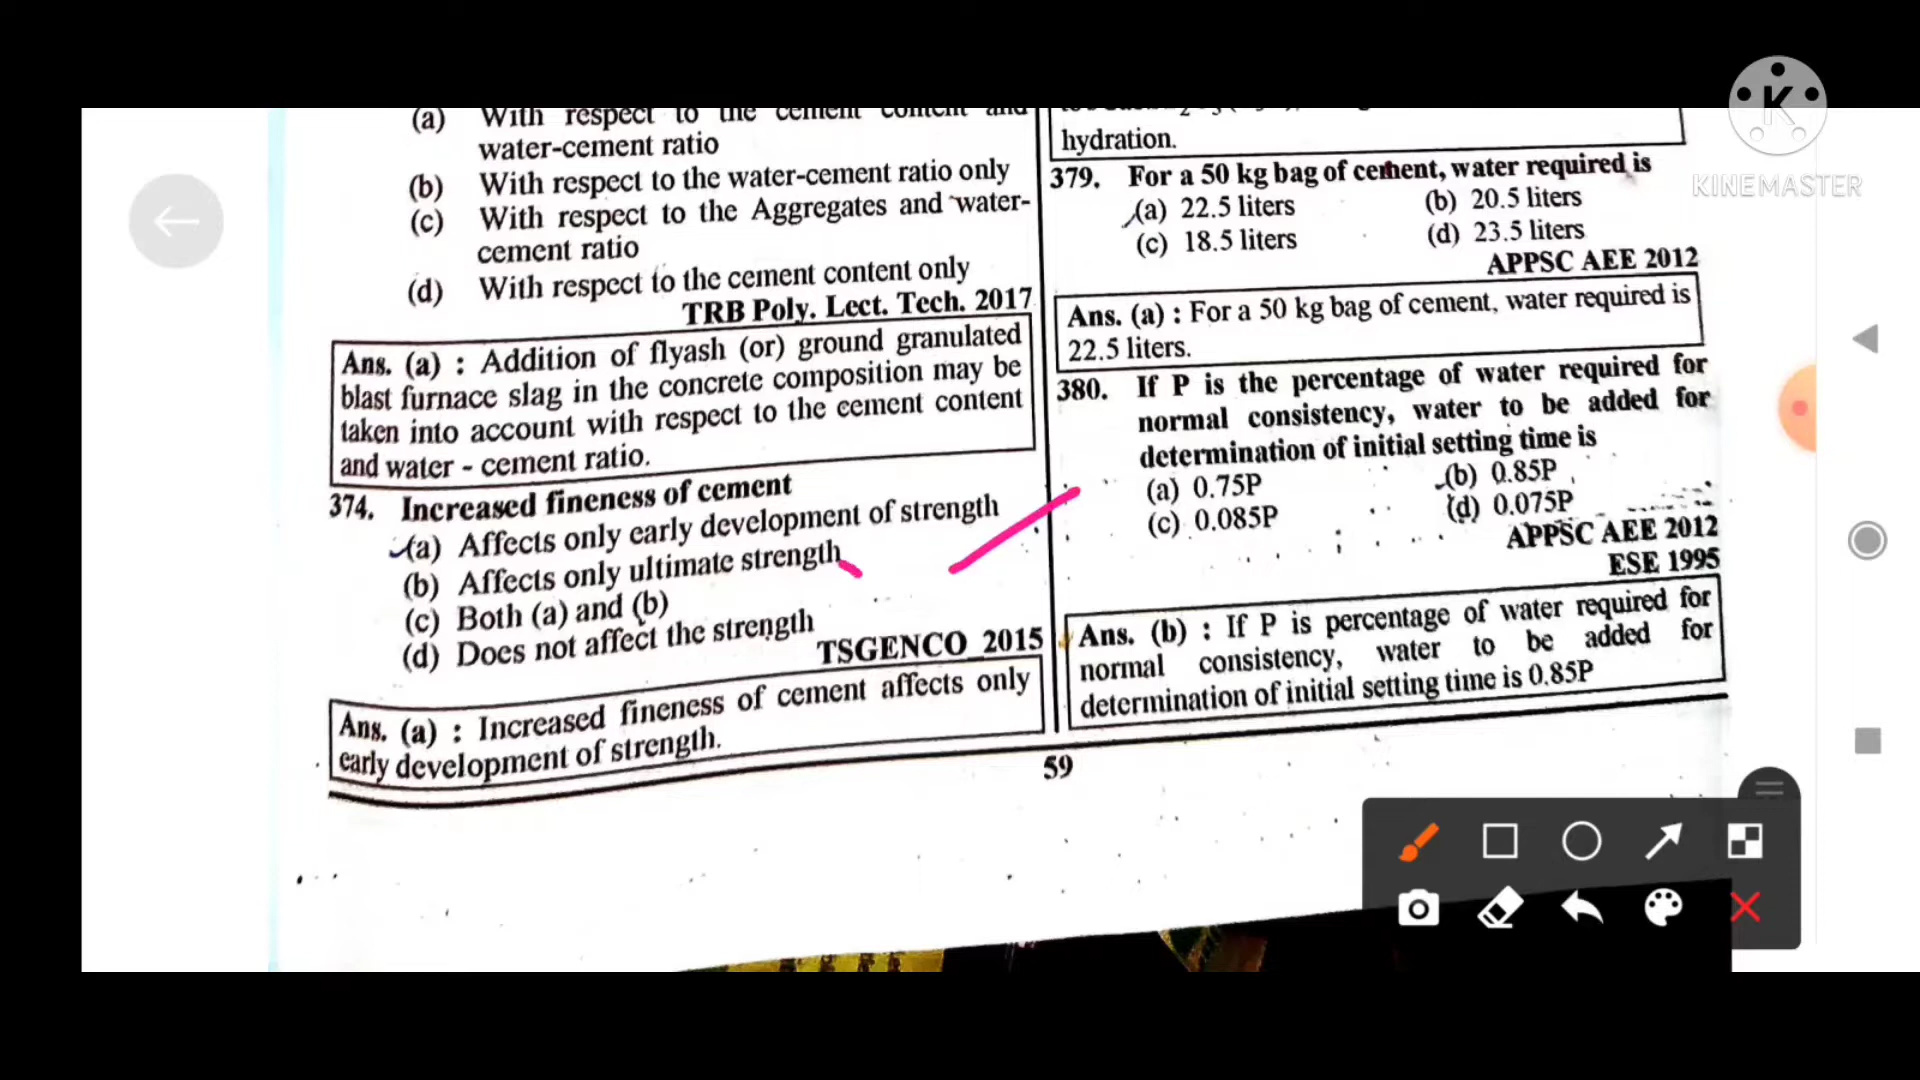 (a) With respect to the cement content and
water-cement ratio
(b) With respect to the water-cement ratio only
(c) With respect to the Aggregates and water-
cement ratio
(d) With respect to the cement content only
TRB Poly. Lect. Tech. 2017
Ans. (a) : Addition of flyash (or) ground granulated
blast furnace slag in the concrete composition may be
taken into account with respect to the cement content
and water - cement ratio.
374. Increased fineness of cement
(a) Affects only early development of strength
(b) Affects only ultimate strength
(c) Both (a) and (b)
(d) Does not affect the strength
TSGENCO 2015
Ans. (a) : Increased fineness of cement affects only
early development of strength.
hydration.
379. For a 50 kg bag of cement, water required is
(a) 22.5 liters (b) 20.5 liters
(c) 18.5 liters (d) 23.5 liters
APPSC AEE 2012
Ans. (a) : For a 50 kg bag of cement, water required is
22.5 liters.
380. If P is the percentage of water required for
normal consistency, water to be added for
determination of initial setting time is
(a) 0.75P (b) 0.85P
(c) 0.085P (d) 0.075P
APPSC AEE 2012
ESE 1995
Ans. (b) : If P is percentage of water required for
normal consistency, water to be added for
determination of initial setting time is 0.85P
59
K
KINEMASTER